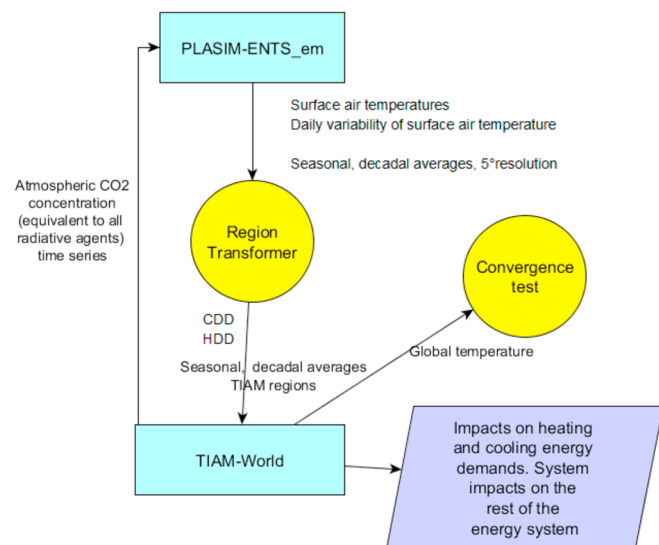 PLASIM-ENTS_em
Surface air temperatures
Daily variability of surface air temperature
Seasonal, decadal averages, 5°resolution
Atmospheric CO2
concentration
(equivalent to all
radiative agents)
time series
Region
Transformer
Convergence
test
CDD
HDD
Seasonal, decadal averages
TIAM regions
Global temperature
TIAM-World
Impacts on heating
and cooling energy
demands. System
impacts on the
rest of the
energy system